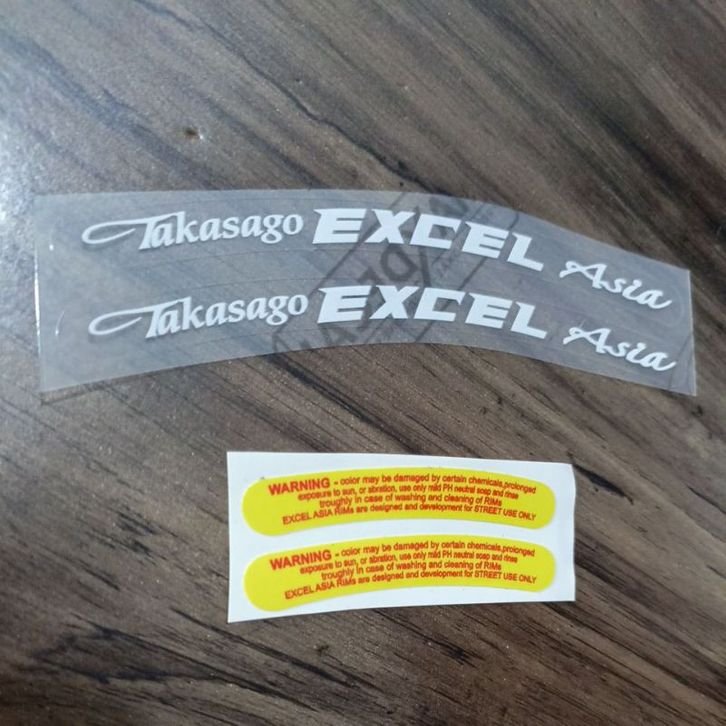 Takasago EXCEL Asia
Takasago EXCEL Asia
WARNING - color may be damaged by certain chemicals,prolonged
exposure to sun, or abration, use only mild PH neutral soap and rinse
troughly in case of washing and cleaning of RIMs
EXCEL ASIA RIMs are designed and development for STREET USE ONLY
WARNING - color may be damaged by certain chemicals,prolonged
exposure to sun, or abration, use only mild PH neutral soap and rinse
troughly in case of washing and cleaning of RIMs
EXCEL ASIA RIMs are designed and development for STREET USE ONLY